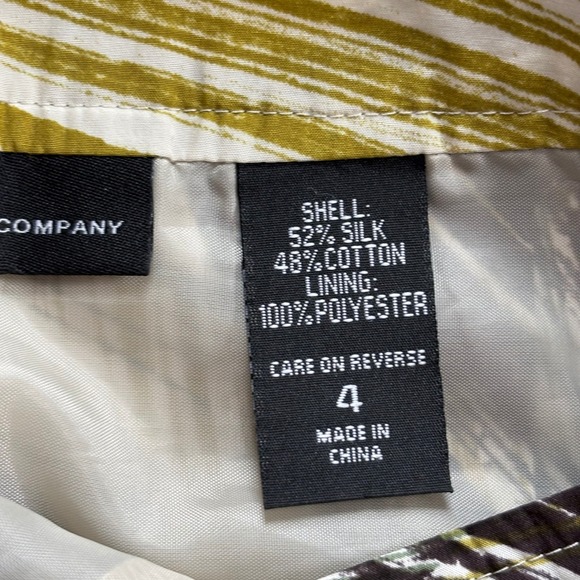 COMPANY
SHELL:
52% SILK
48% COTTON
LINING:
100% POLYESTER
CARE ON REVERSE
4
MADE IN
CHINA